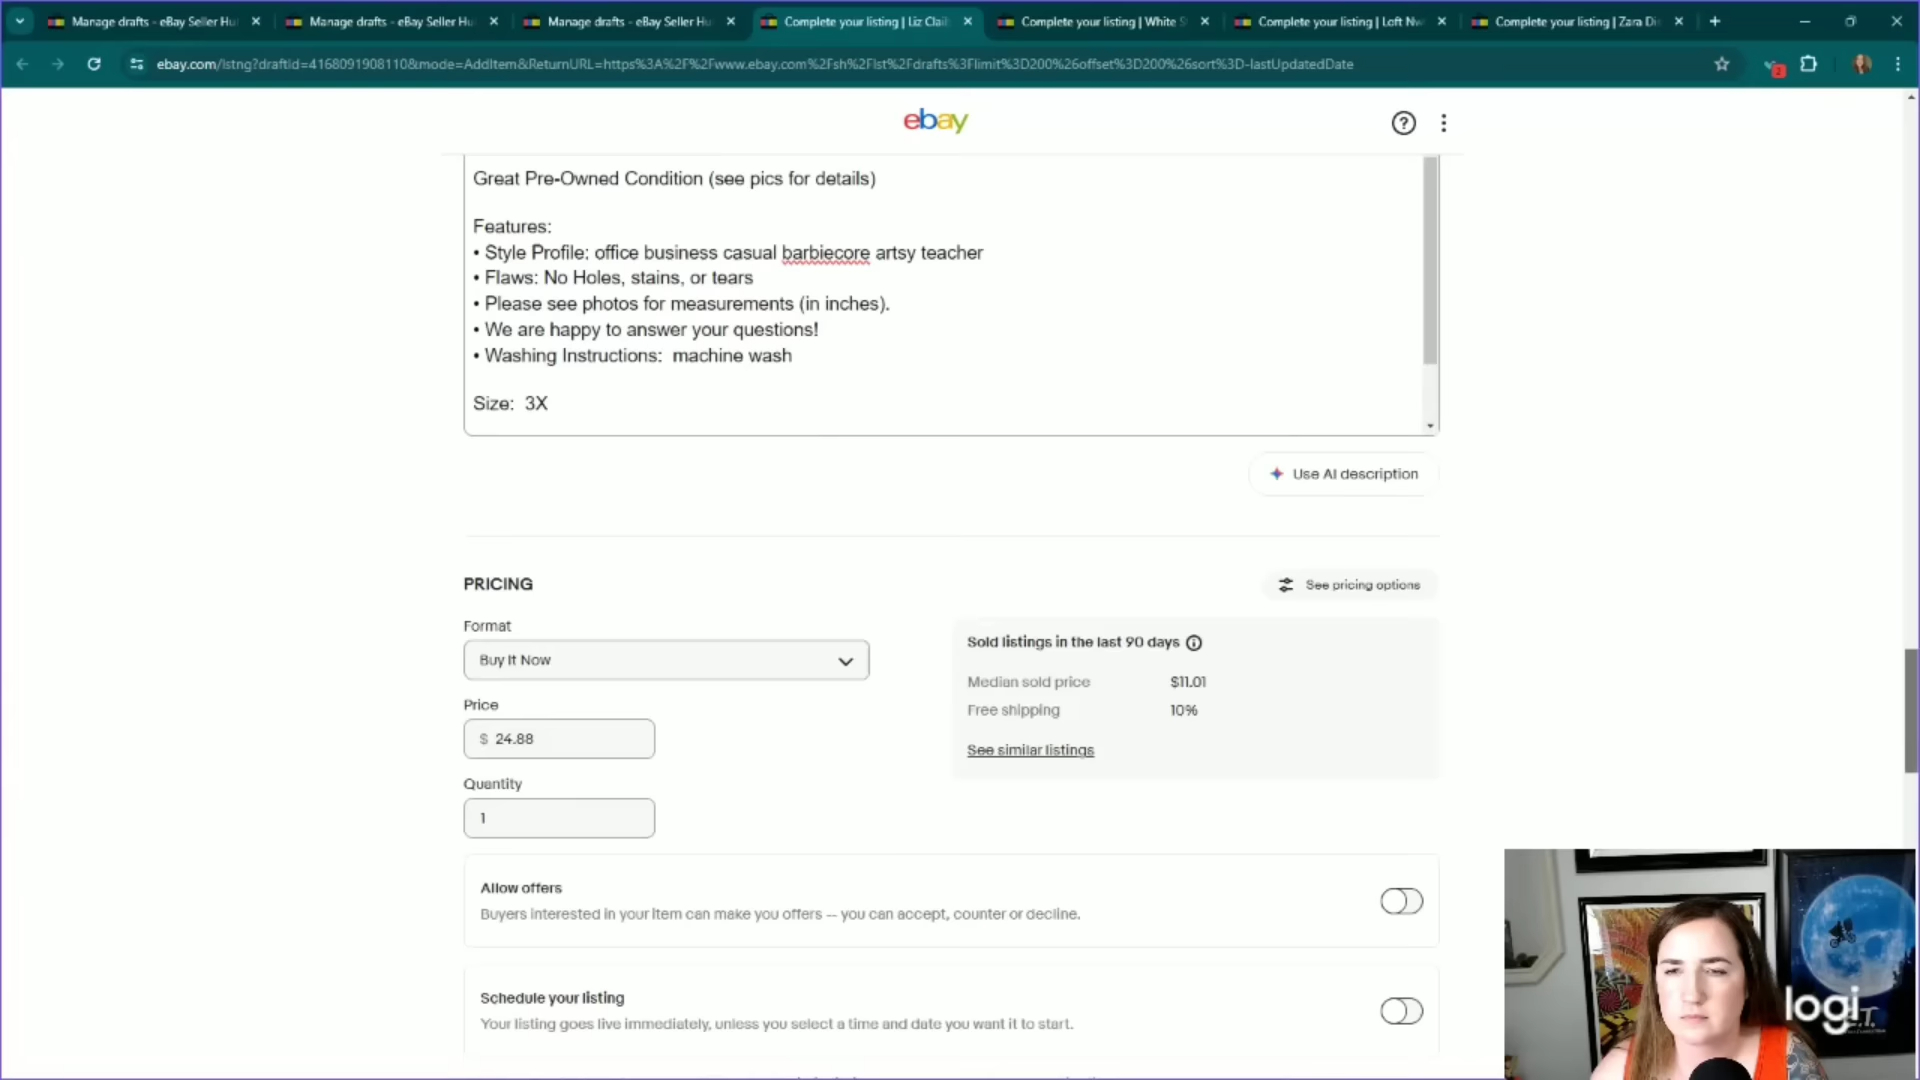 Manage drafts - eBay Seller Hu
Manage drafts - eBay Seller Hu
Manage drafts - eBay Seller Hu
Complete your listing | Liz Clai
Complete your listing | White S
Complete your listing | Loft Nw
Complete your listing | Zara Di
ebay.com/lstng?draftId=4168091908110&mode=AddItem&ReturnURL=https%3A%2F%2Fwww.ebay.com%2Fsh%2Flst%2Fdrafts%3Flimit%3D200%26offset%3D200%26sort%3D-lastUpdatedDate
2
ebay
Great Pre-Owned Condition (see pics for details)
Features:
• Style Profile: office business casual barbiecore artsy teacher
• Flaws: No Holes, stains, or tears
• Please see photos for measurements (in inches).
• We are happy to answer your questions!
• Washing Instructions:  machine wash
Size:  3X
Use AI description
PRICING
See pricing options
Format
Buy It Now
Sold listings in the last 90 days
Median sold price $11.01
Free shipping 10%
See similar listings
Price
$ 24.88
Quantity
1
Allow offers
Buyers interested in your item can make you offers -- you can accept, counter or decline.
Schedule your listing
Your listing goes live immediately, unless you select a time and date you want it to start.
logi